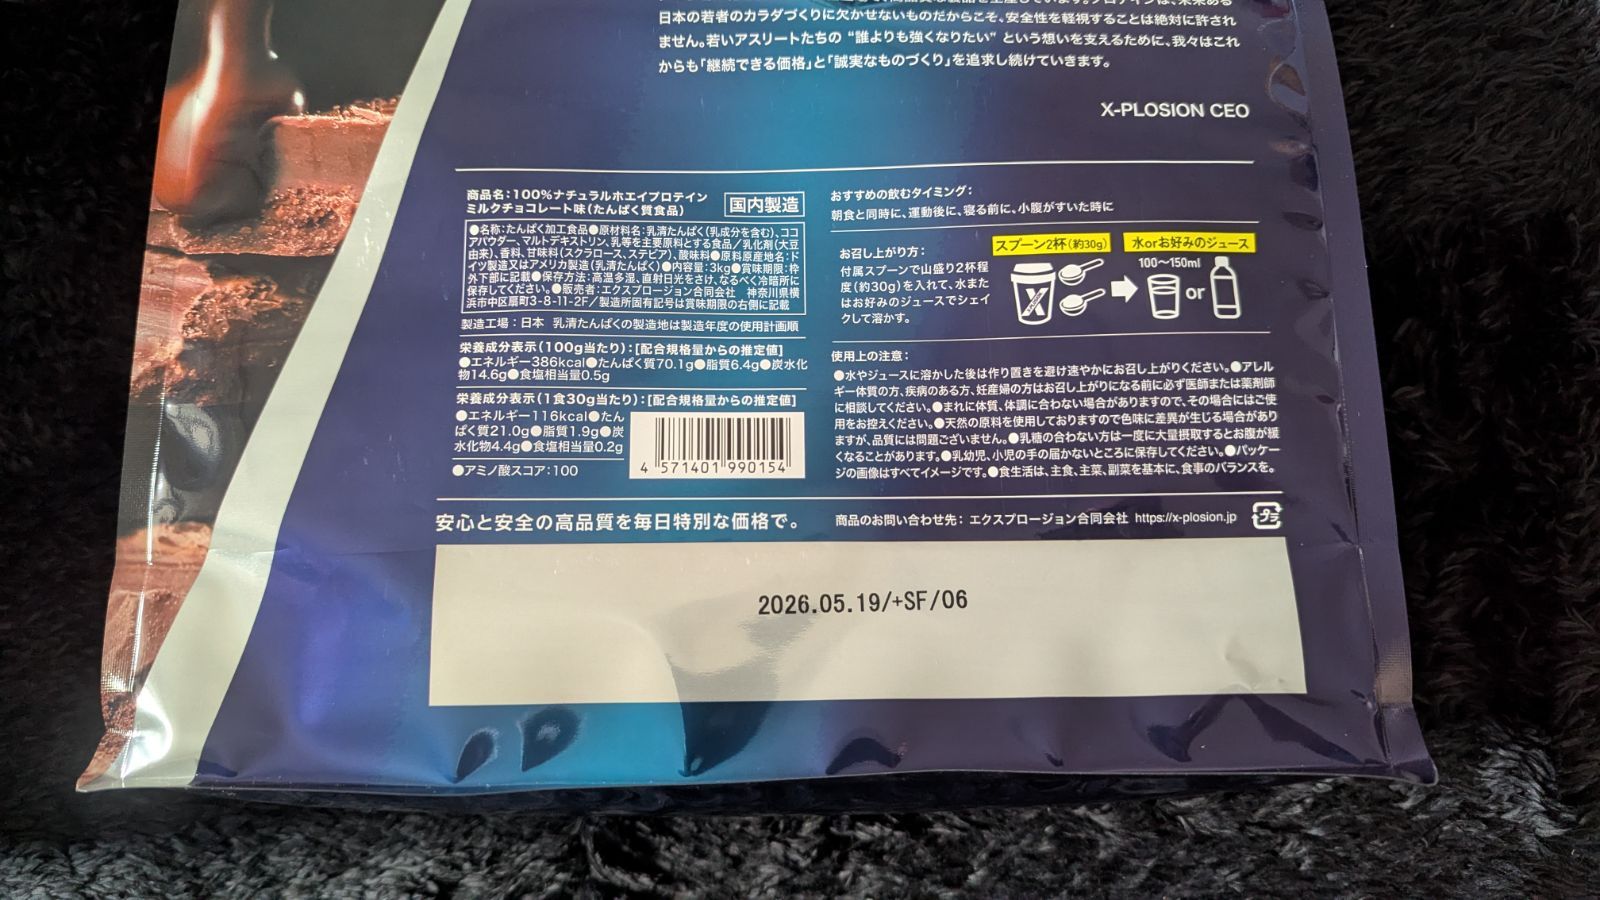 日本の若者のカラダづくりに欠かせないものだからこそ、安全性を軽視することは絶対に許され
ません。若いアスリートたちの “誰よりも強くなりたい” という想いを支えるために、我々はこれ
からも「継続できる価格」と「誠実なものづくり」を追求し続けていきます。
X-PLOSION CEO
商品名：100%ナチュラルホエイプロテイン
ミルクチョコレート味（たんぱく質食品）
国内製造
●名称：たんぱく加工食品●原材料名：乳清たんぱく（乳成分を含む）、ココ
アパウダー、マルトデキストリン、乳等を主要原料とする食品／乳化剤（大豆
由来）、香料、甘味料（スクラロース、ステビア）、酸味料●原料原産地名：ド
イツ製造又はアメリカ製造（乳清たんぱく）●内容量：3kg●賞味期限：枠
外下部に記載●保存方法：高温多湿、直射日光をさけ、なるべく冷暗所に
保存してください。●販売者：エクスプロージョン合同会社　神奈川県横
浜市中区扇町3-8-11-2F／製造所固有記号は賞味期限の右側に記載
製造工場：日本　乳清たんぱくの製造地は製造年度の使用計画順
栄養成分表示（100g当たり）：[配合規格量からの推定値]
●エネルギー386kcal●たんぱく質70.1g●脂質6.4g●炭水化
物14.6g●食塩相当量0.5g
栄養成分表示（1食30g当たり）：[配合規格量からの推定値]
●エネルギー116kcal●たん
ぱく質21.0g●脂質1.9g●炭
水化物4.4g●食塩相当量0.2g
●アミノ酸スコア：100
4 571401 990154
おすすめの飲むタイミング：
朝食と同時に、運動後に、寝る前に、小腹がすいた時に
お召し上がり方：
付属スプーンで山盛り2杯程
度（約30g）を入れて、水また
はお好みのジュースでシェイ
クして溶かす。
スプーン2杯（約30g）
水orお好みのジュース
100〜150ml
X
or
使用上の注意：
●水やジュースに溶かした後は作り置きを避け速やかにお召し上がりください。●アレル
ギー体質の方、疾病のある方、妊産婦の方はお召し上がりになる前に必ず医師または薬剤師
に相談してください。●まれに体質、体調に合わない場合がありますので、その場合にはご使
用をお控えください。●天然の原料を使用しておりますので色味に差異が生じる場合があり
ますが、品質には問題ございません。●乳糖の合わない方は一度に大量摂取するとお腹が緩
くなることがあります。●乳幼児、小児の手の届かないところに保存してください。●パッケー
ジの画像はすべてイメージです。●食生活は、主食、主菜、副菜を基本に、食事のバランスを。
安心と安全の高品質を毎日特別な価格で。
商品のお問い合わせ先：エクスプロージョン合同会社 https://x-plosion.jp
プラ
2026.05.19/+SF/06